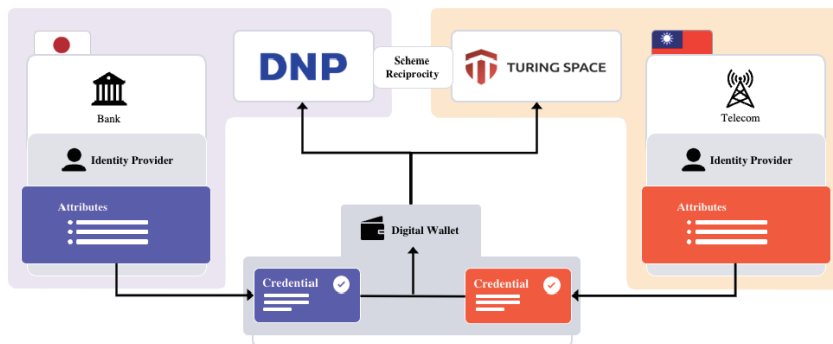 DNP
Scheme
Reciprocity
TURING SPACE
Bank
Telecom
Identity Provider
Identity Provider
Attributes
Attributes
Digital Wallet
Credential
Credential